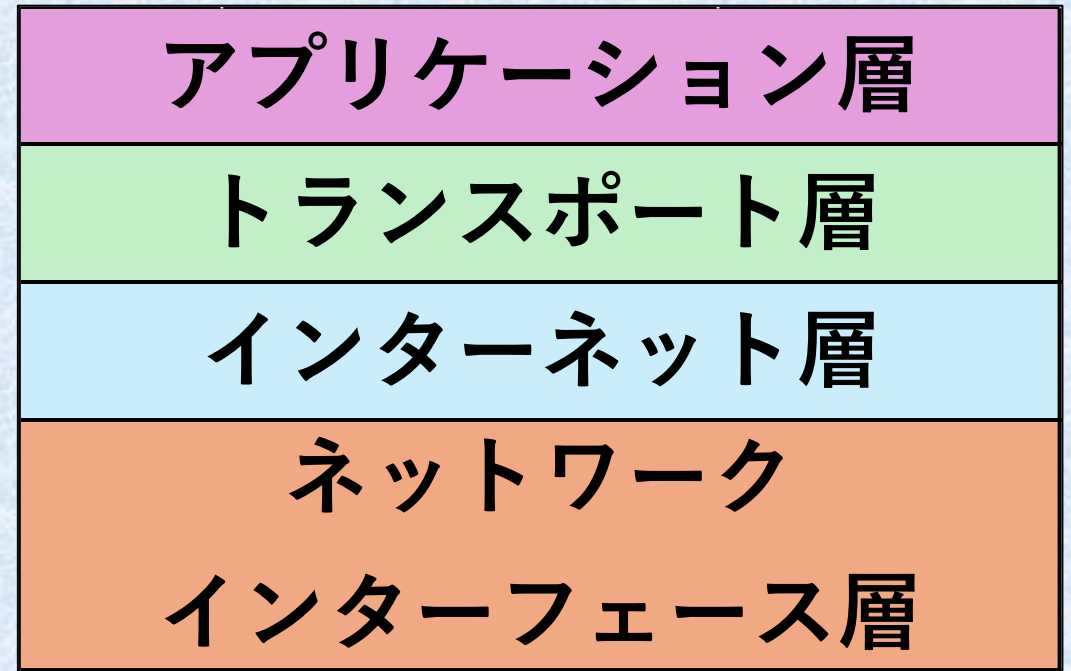 アプリケーション層
トランスポート層
インターネット層
ネットワーク
インターフェース層